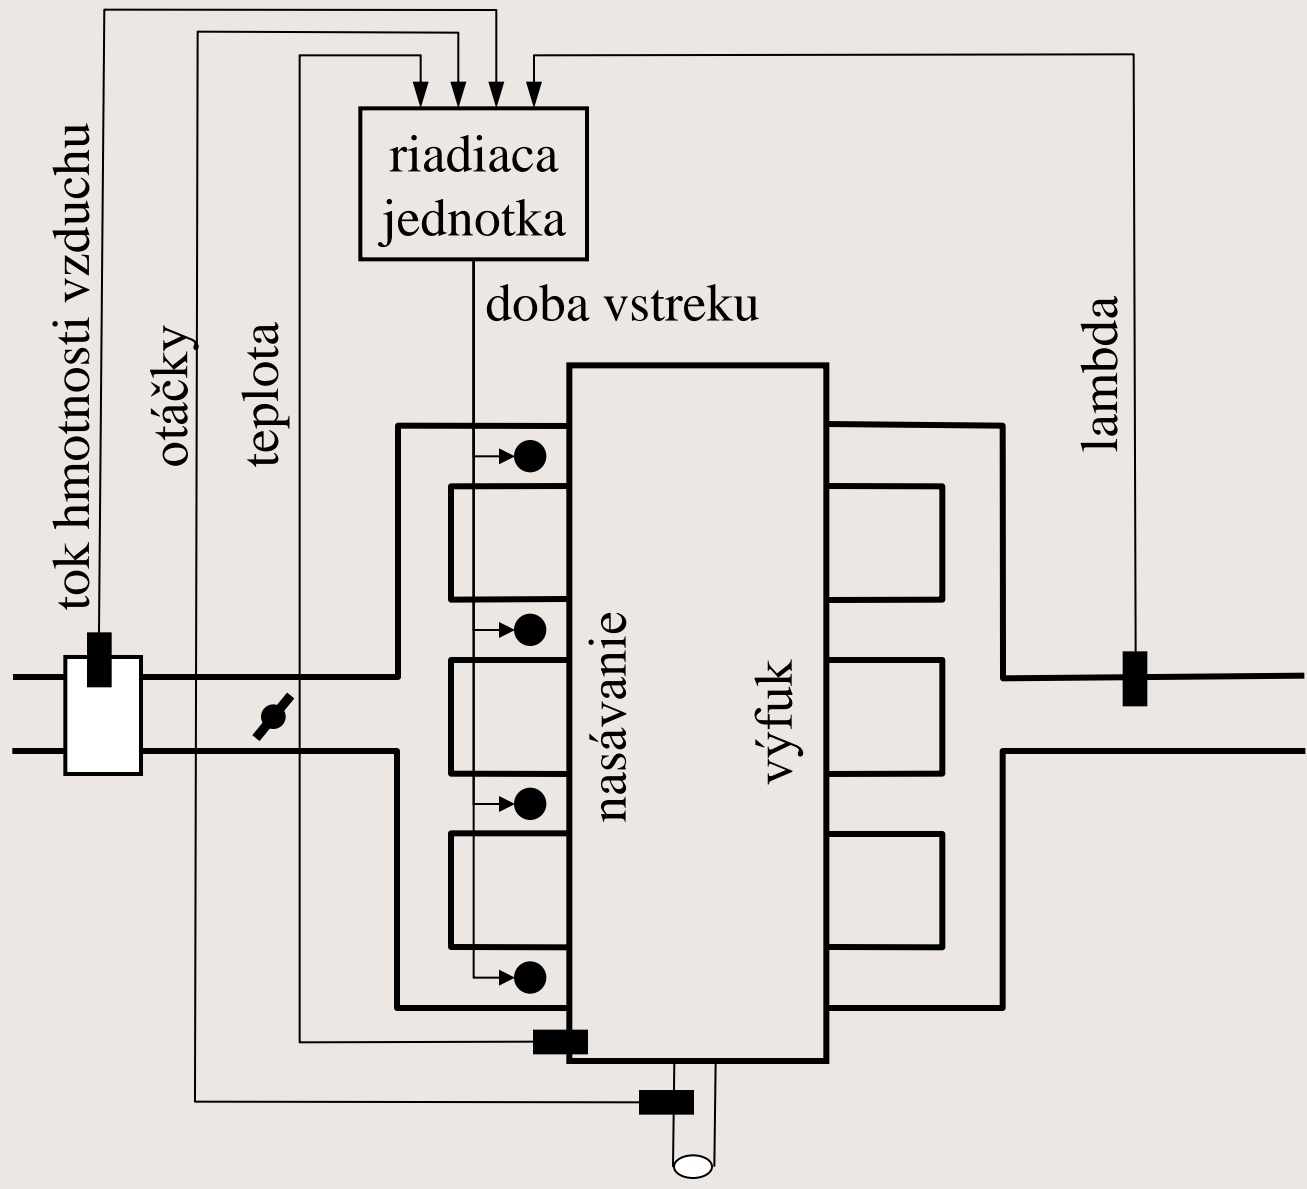 riadiaca
jednotka
doba vstreku
tok hmotnosti vzduchu
otáčky
teplota
lambda
nasávanie
výfuk